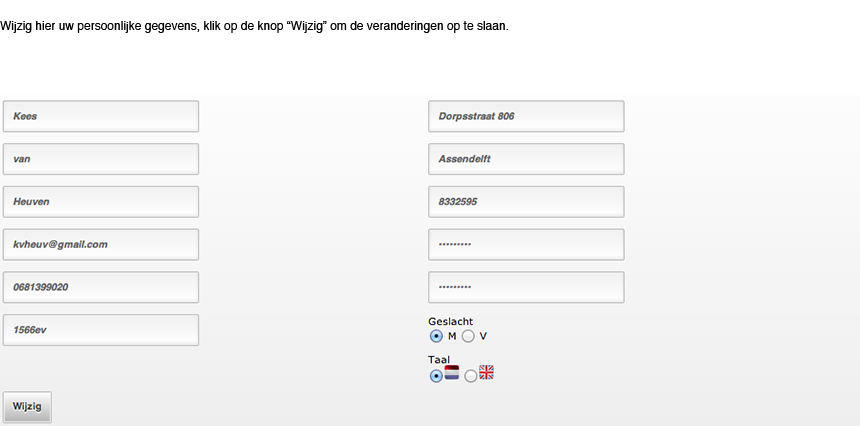 Wijzig hier uw persoonlijke gegevens, klik op de knop “Wijzig” om de veranderingen op te slaan.
Kees
van
Heuven
kvheuv@gmail.com
0681399020
1566ev
Dorpsstraat 806
Assendelft
8332595
·········
·········
Geslacht
M V
Taal
Wijzig